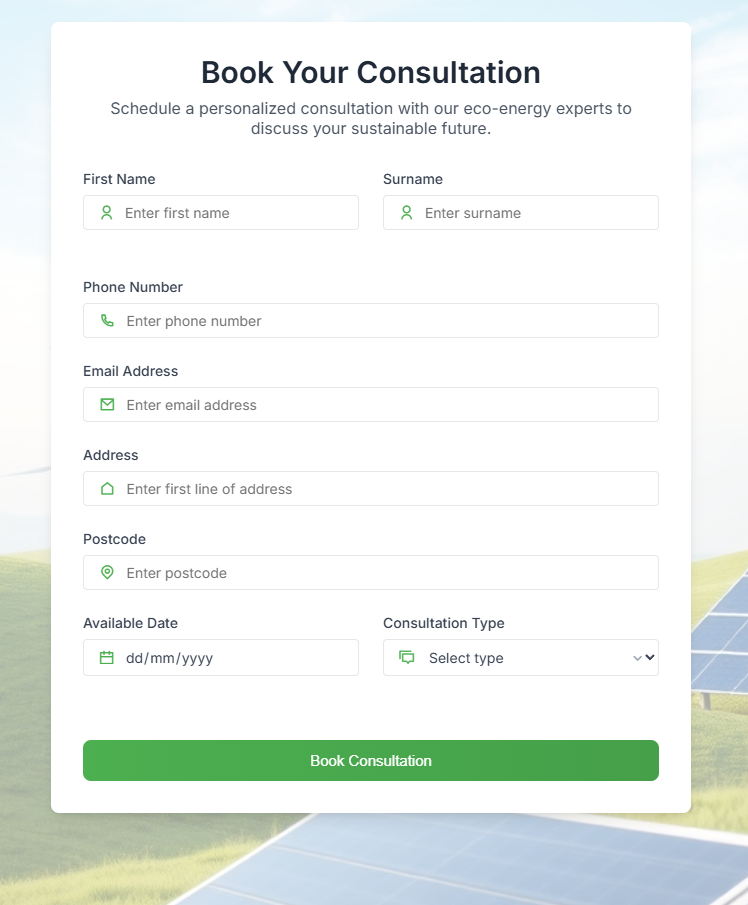 Book Your Consultation
Schedule a personalized consultation with our eco-energy experts to
discuss your sustainable future.
First Name
Surname
Enter first name
Enter surname
Phone Number
Enter phone number
Email Address
Enter email address
Address
Enter first line of address
Postcode
Enter postcode
Available Date
Consultation Type
dd/mm/yyyy
Select type
Book Consultation